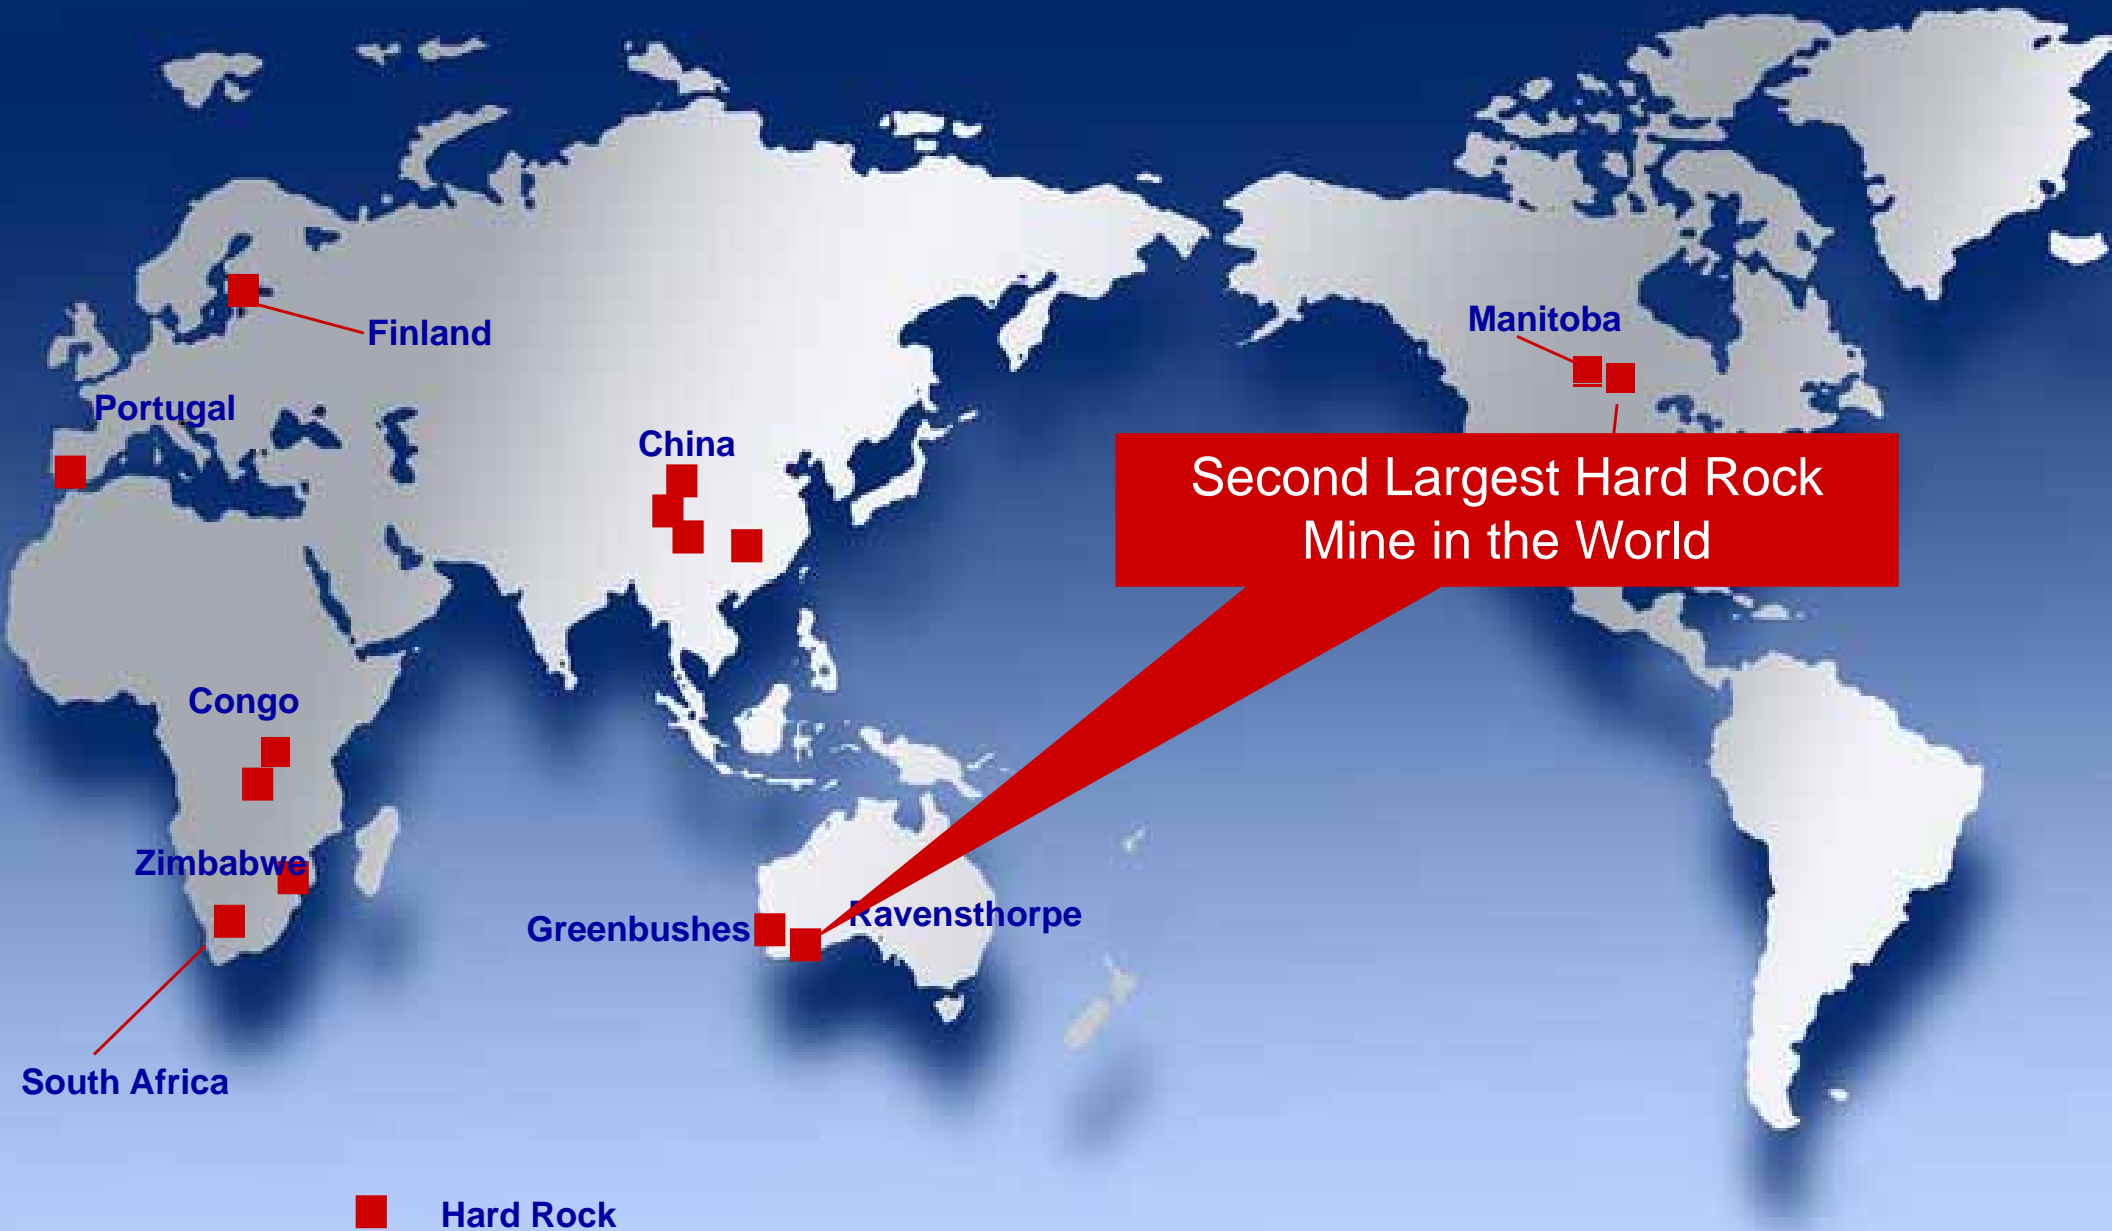 Manitoba
Finland
Portugal
China
Second Largest Hard Rock
Mine in the World
Congo
Zimbabwe
Ravensthorpe
Greenbushes
South Africa
Hard Rock